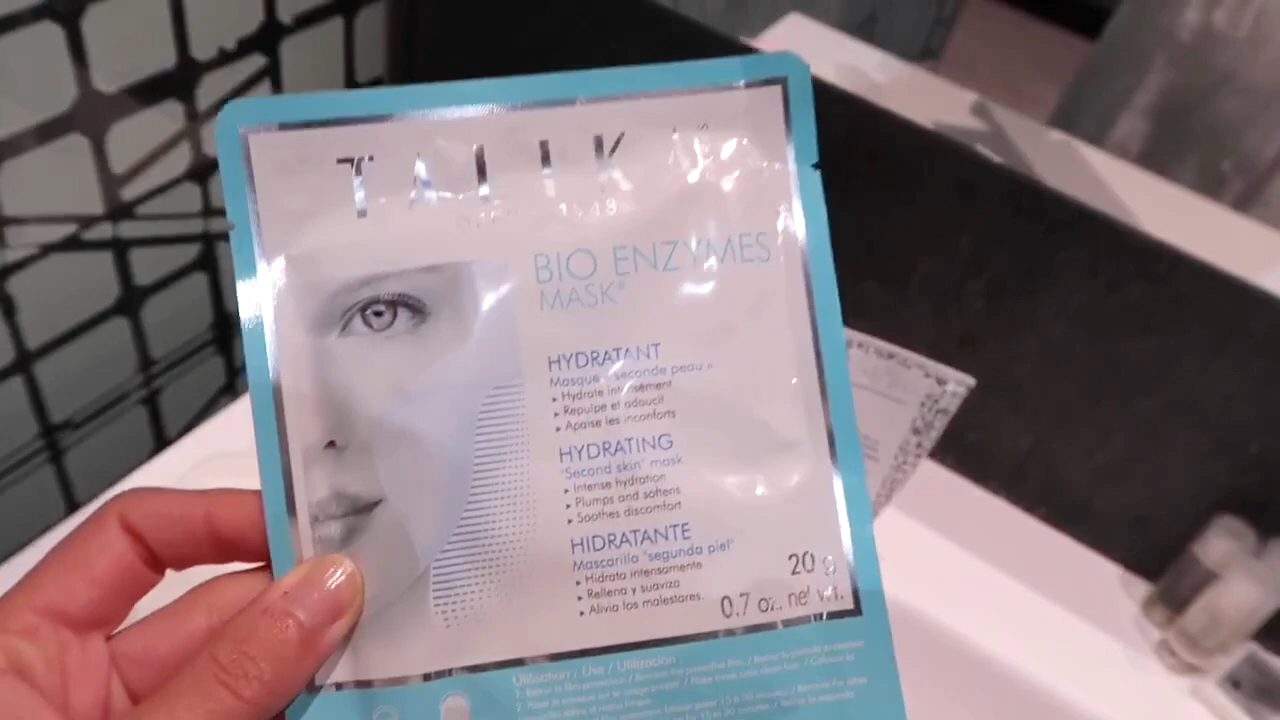 TALIKA
BIO ENZYMES
MASK®
HYDRATANT
Masque « seconde peau »
▸ Hydrate intensément
▸ Repulpe et adoucit
▸ Apaise les inconforts
HYDRATING
"Second skin" mask
▸ Intense hydration
▸ Plumps and softens
▸ Soothes discomfort
HIDRATANTE
Mascarilla "segunda piel"
▸ Hidrata intensamente
▸ Rellena y suaviza
▸ Alivia los malestares.
20 g
0.7 oz. net wt.
Utilisation / Use / Utilización